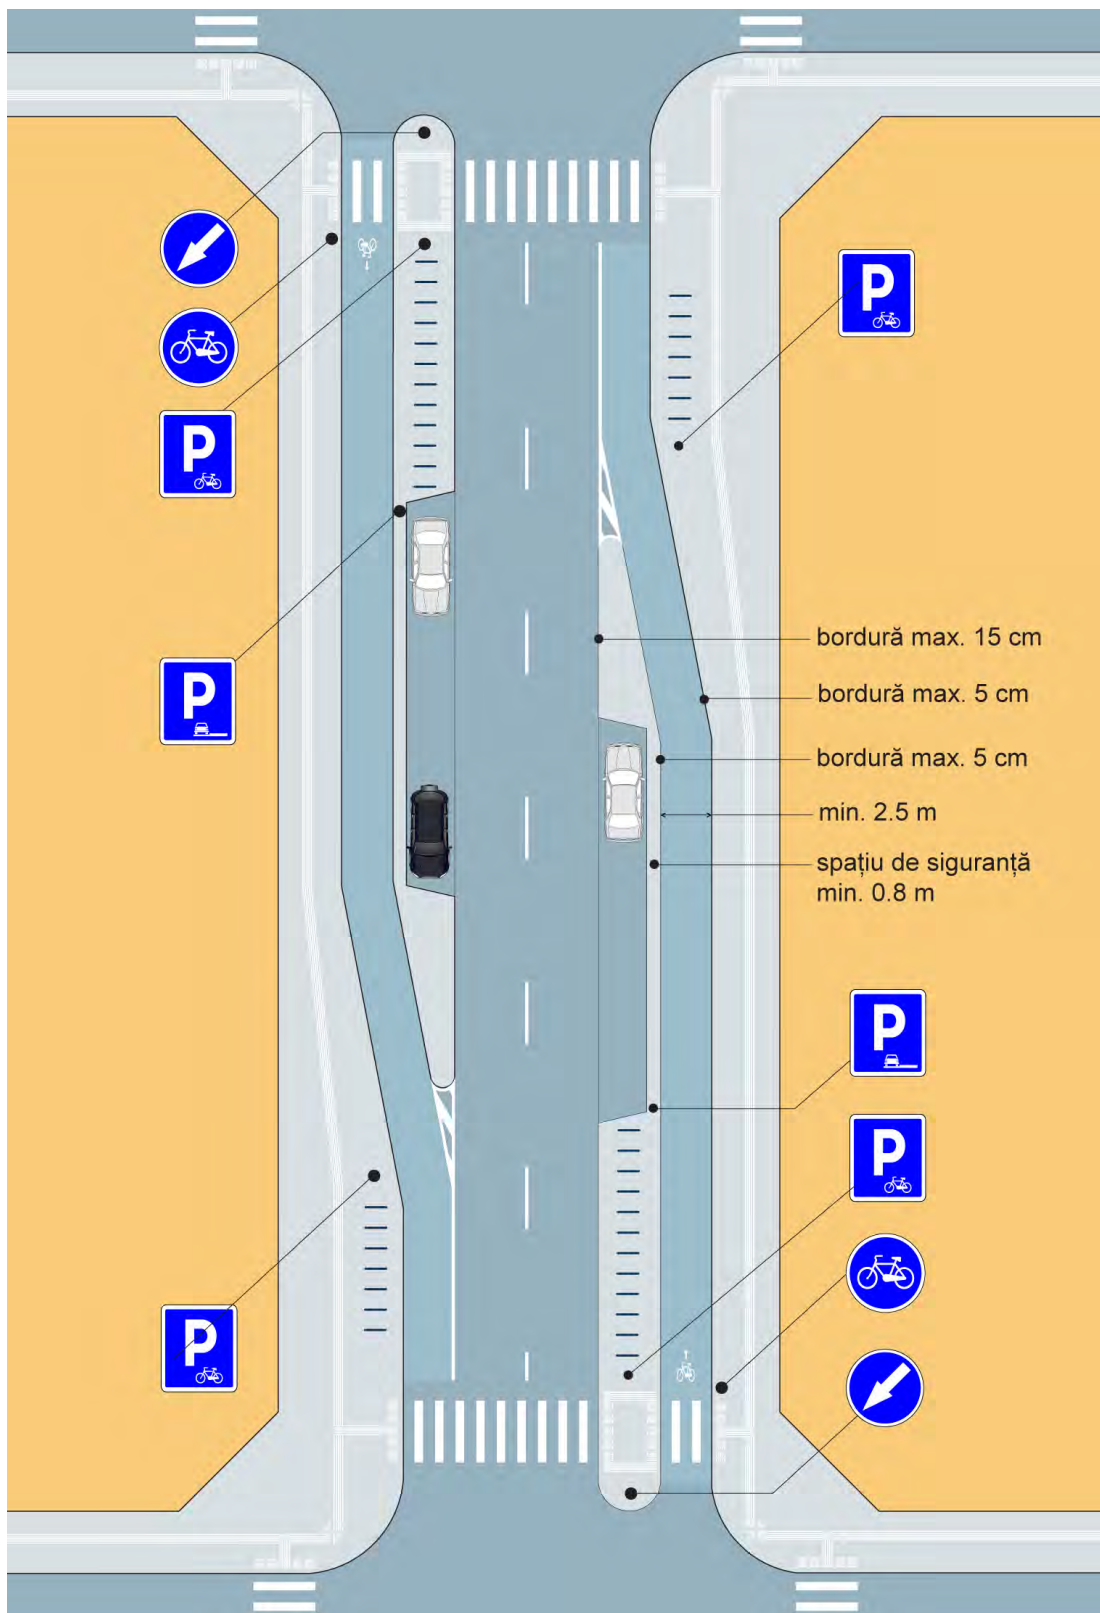 P
P
P
bordură max. 15 cm
bordură max. 5 cm
bordură max. 5 cm
min. 2.5 m
spațiu de siguranță
min. 0.8 m
P
P
P